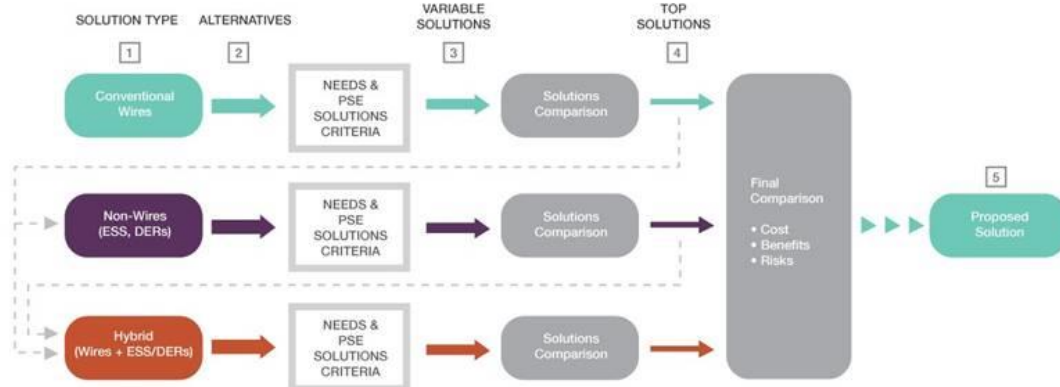 SOLUTION TYPE
ALTERNATIVES
VARIABLE
SOLUTIONS
TOP
SOLUTIONS
1
2
3
4
Conventional
Wires
NEEDS &
PSE
SOLUTIONS
CRITERIA
Solutions
Comparison
Non-Wires
(ESS, DERs)
NEEDS &
PSE
SOLUTIONS
CRITERIA
Solutions
Comparison
Hybrid
(Wires + ESS/DERs)
NEEDS &
PSE
SOLUTIONS
CRITERIA
Solutions
Comparison
Final
Comparison
• Cost
• Benefits
• Risks
5
Proposed
Solution